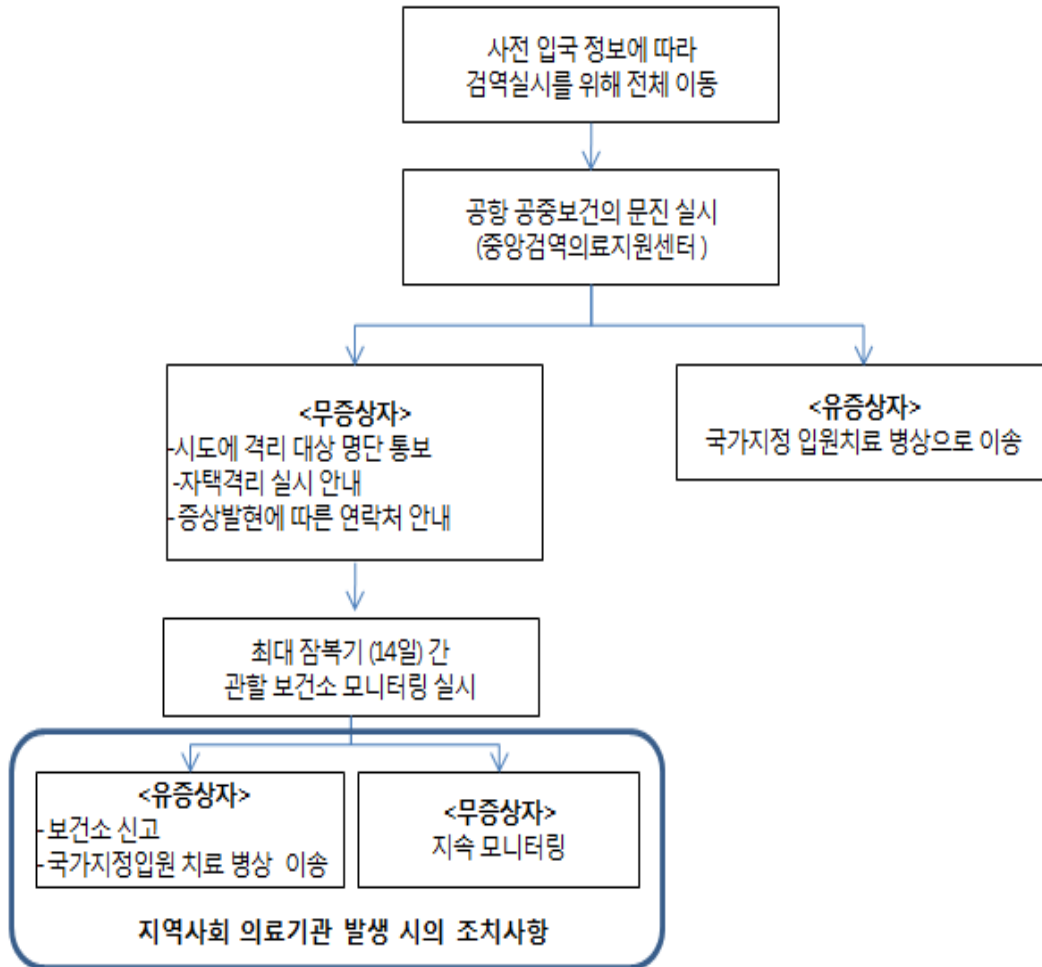 사전 입국 정보에 따라
검역실시를 위해 전체 이동
공항 공중보건의 문진 실시
(중앙검역의료지원센터 )
<무증상자>
-시도에 격리 대상 명단 통보
-자택격리 실시 안내
- 증상발현에 따른 연락처 안내
<유증상자>
국가지정 입원치료 병상으로 이송
최대 잠복기 (14일) 간
관할 보건소 모니터링 실시
<유증상자>
- 보건소 신고
- 국가지정입원 치료 병상 이송
<무증상자>
지속 모니터링
지역사회 의료기관 발생 시의 조치사항